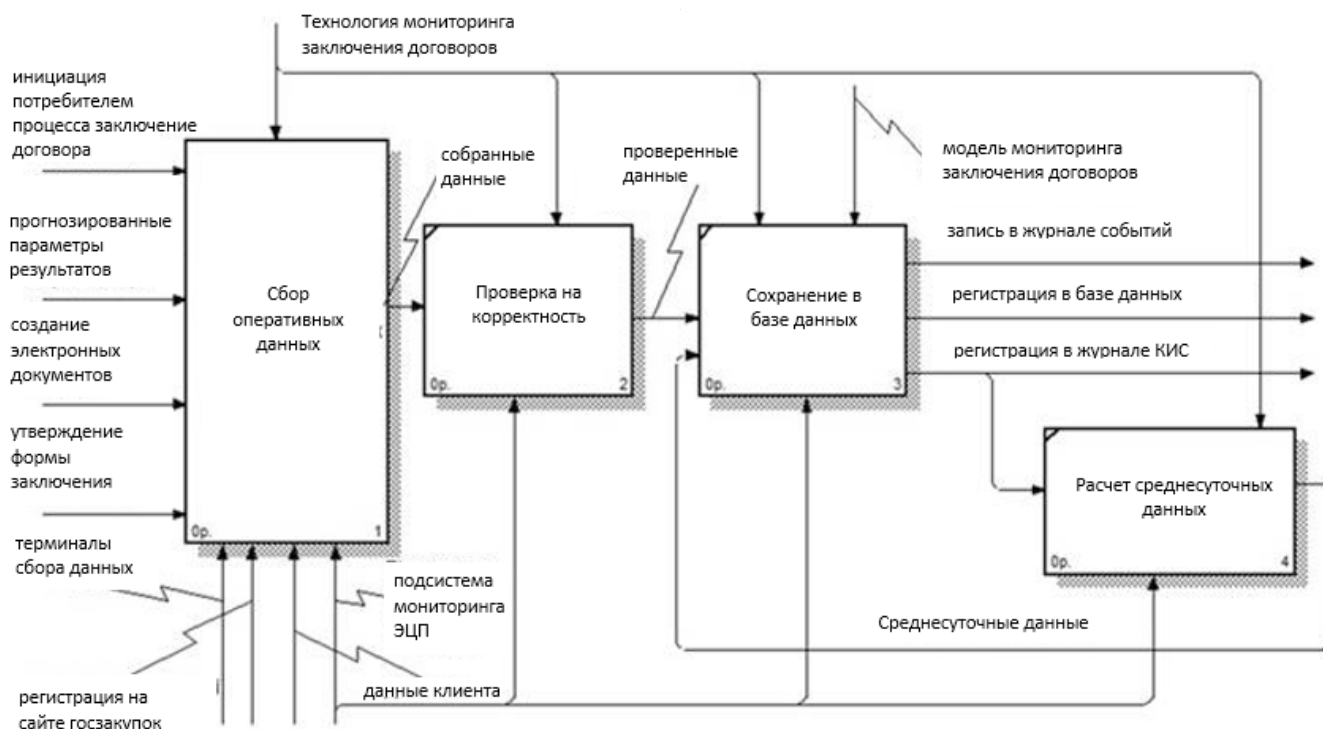 Технология мониторинга
заключения договоров
инициация
потребителем
процесса заключение
договора
прогнозированные
параметры
результатов
создание
электронных
документов
утверждение
формы
заключения
терминалы
сбора данных
регистрация на
сайте госзакупок
Сбор
оперативных
данных
0р.
1
подсистема
мониторинга
ЭЦП
данные клиента
собранные
данные
Проверка на
корректность
0р.
2
проверенные
данные
Сохранение в
базе данных
0р.
3
модель мониторинга
заключения договоров
запись в журнале событий
регистрация в базе данных
регистрация в журнале КИС
Расчет среднесуточных
данных
0р.
4
Среднесуточные данные